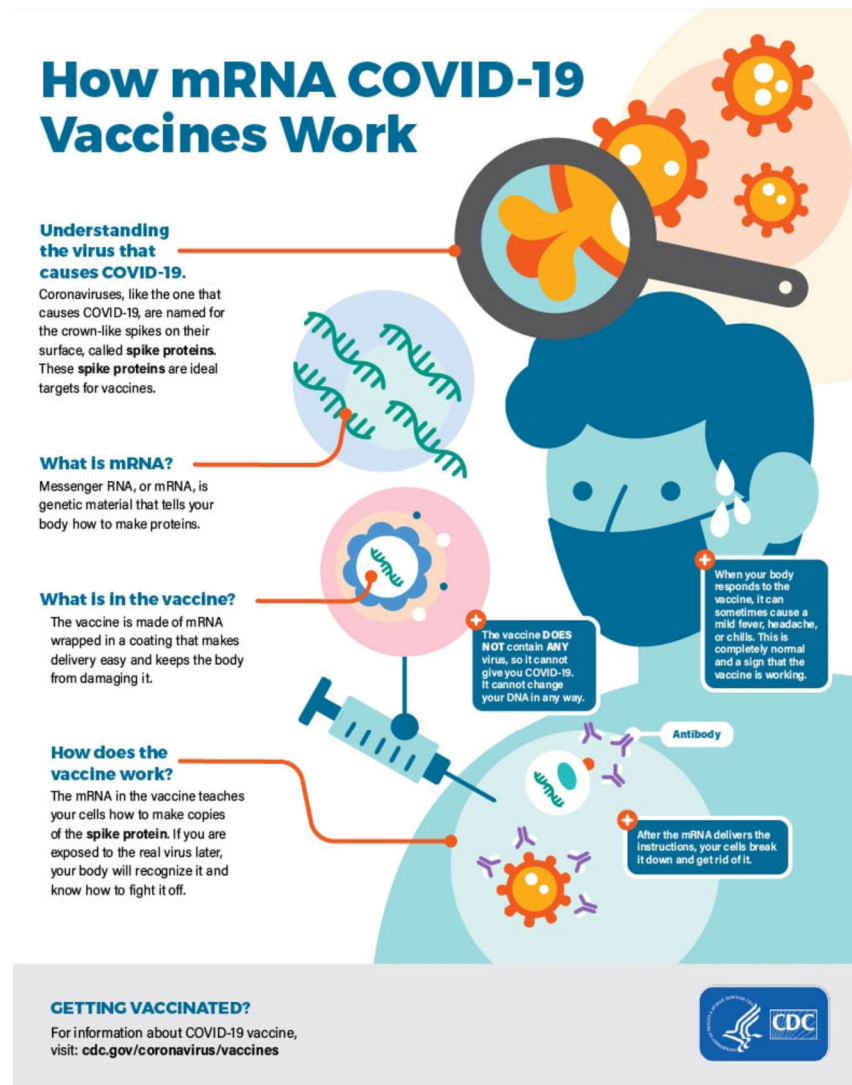 How mRNA COVID-19
Vaccines Work
Understanding
the virus that
causes COVID-19.
Coronaviruses, like the one that
causes COVID-19, are named for
the crown-like spikes on their
surface, called spike proteins.
These spike proteins are ideal
targets for vaccines.
What is mRNA?
Messenger RNA, or mRNA, is
genetic material that tells your
body how to make proteins.
What is in the vaccine?
The vaccine is made of mRNA
wrapped in a coating that makes
delivery easy and keeps the body
from damaging it.
The vaccine DOES
NOT contain ANY
virus, so it cannot
give you COVID-19.
It cannot change
your DNA in any way.
When your body
responds to the
vaccine, it can
sometimes cause a
mild fever, headache,
or chills. This is
completely normal
and a sign that the
vaccine is working.
How does the
vaccine work?
The mRNA in the vaccine teaches
your cells how to make copies
of the spike protein. If you are
exposed to the real virus later,
your body will recognize it and
know how to fight it off.
Antibody
After the mRNA delivers the
instructions, your cells break
it down and get rid of it.
GETTING VACCINATED?
For information about COVID-19 vaccine,
visit: cdc.gov/coronavirus/vaccines
CDC